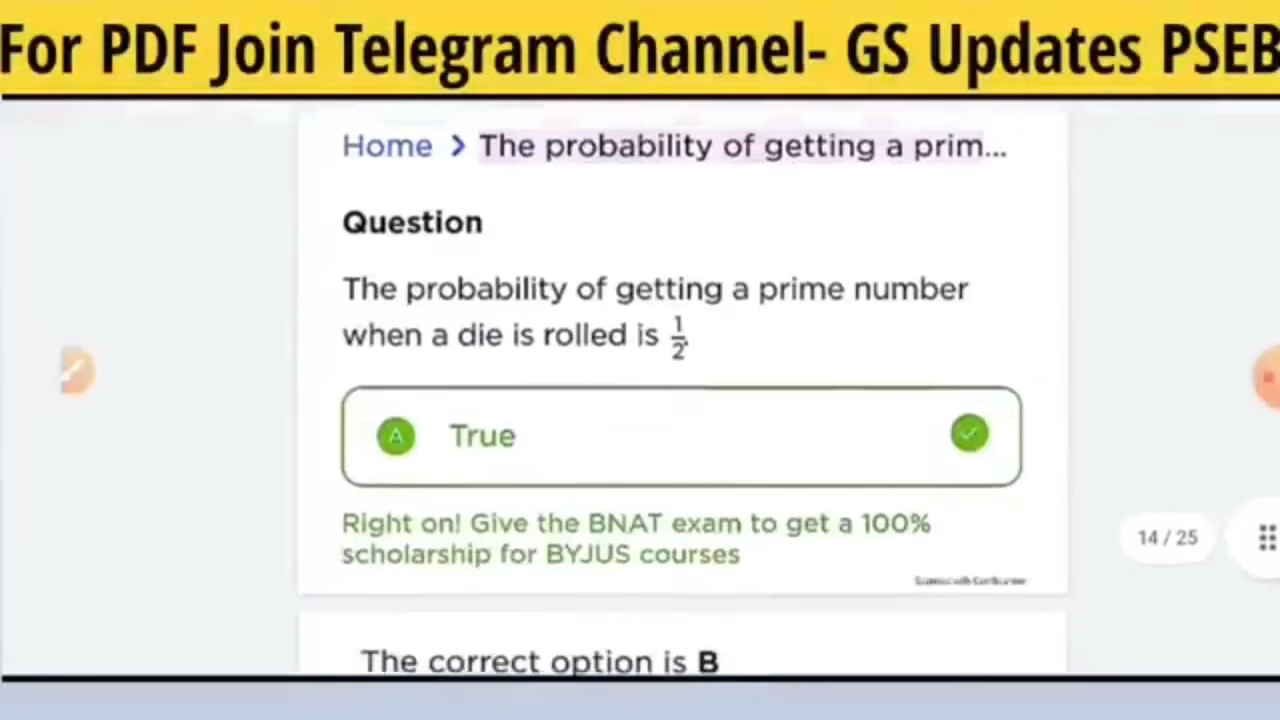 For PDF Join Telegram Channel- GS Updates PSEB
Home > The probability of getting a prim...
Question
The probability of getting a prime number
when a die is rolled is 1/2.
A True
Right on! Give the BNAT exam to get a 100%
scholarship for BYJUS courses
14 / 25
The correct option is B